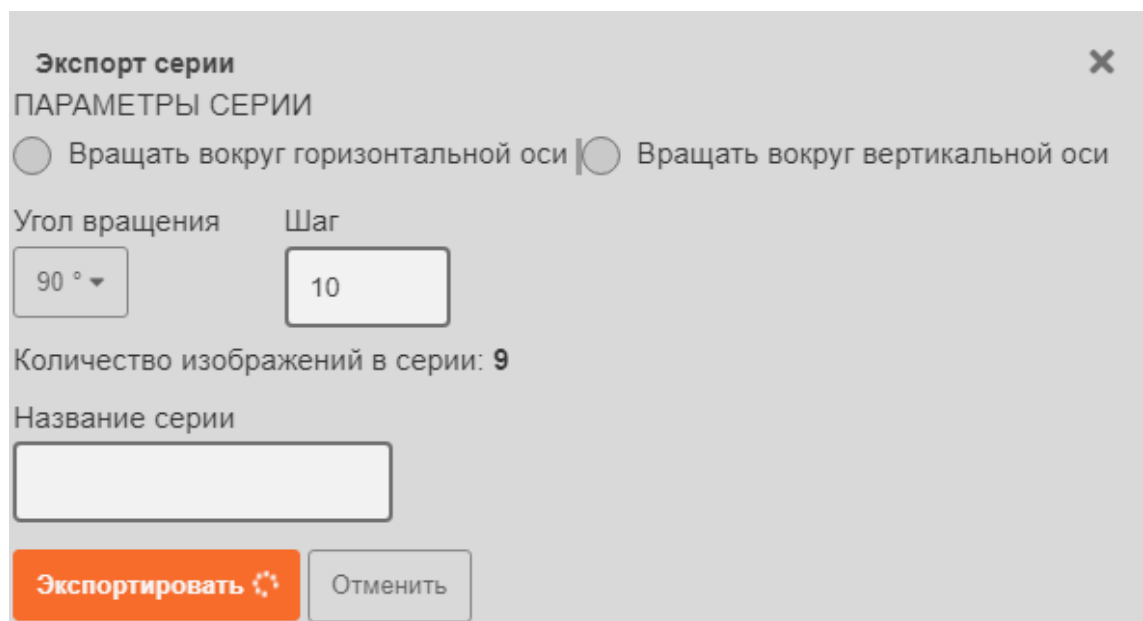 Экспорт серии
ПАРАМЕТРЫ СЕРИИ
Вращать вокруг горизонтальной оси Вращать вокруг вертикальной оси
Угол вращения Шаг
90 ° 10
Количество изображений в серии: 9
Название серии
Экспортировать Отменить